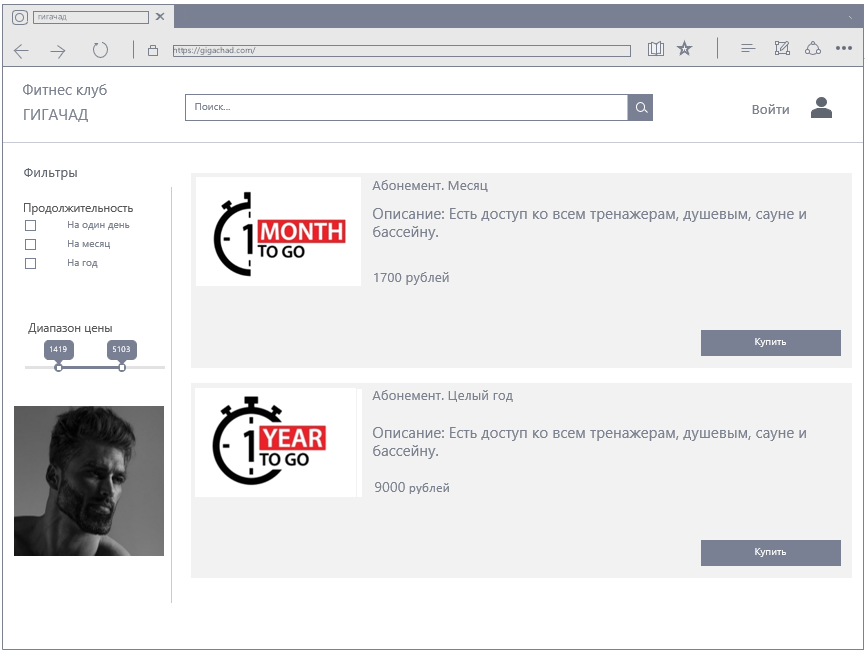 гигачад
https://gigachad.com/
Фитнес клуб
ГИГАЧАД
Поиск...
Войти
Фильтры
Продолжительность
На один день
На месяц
На год
Диапазон цены
1419
5103
1 MONTH
TO GO
Абонемент. Месяц
Описание: Есть доступ ко всем тренажерам, душевым, сауне и
бассейну.
1700 рублей
Купить
1 YEAR
TO GO
Абонемент. Целый год
Описание: Есть доступ ко всем тренажерам, душевым, сауне и
бассейну.
9000 рублей
Купить